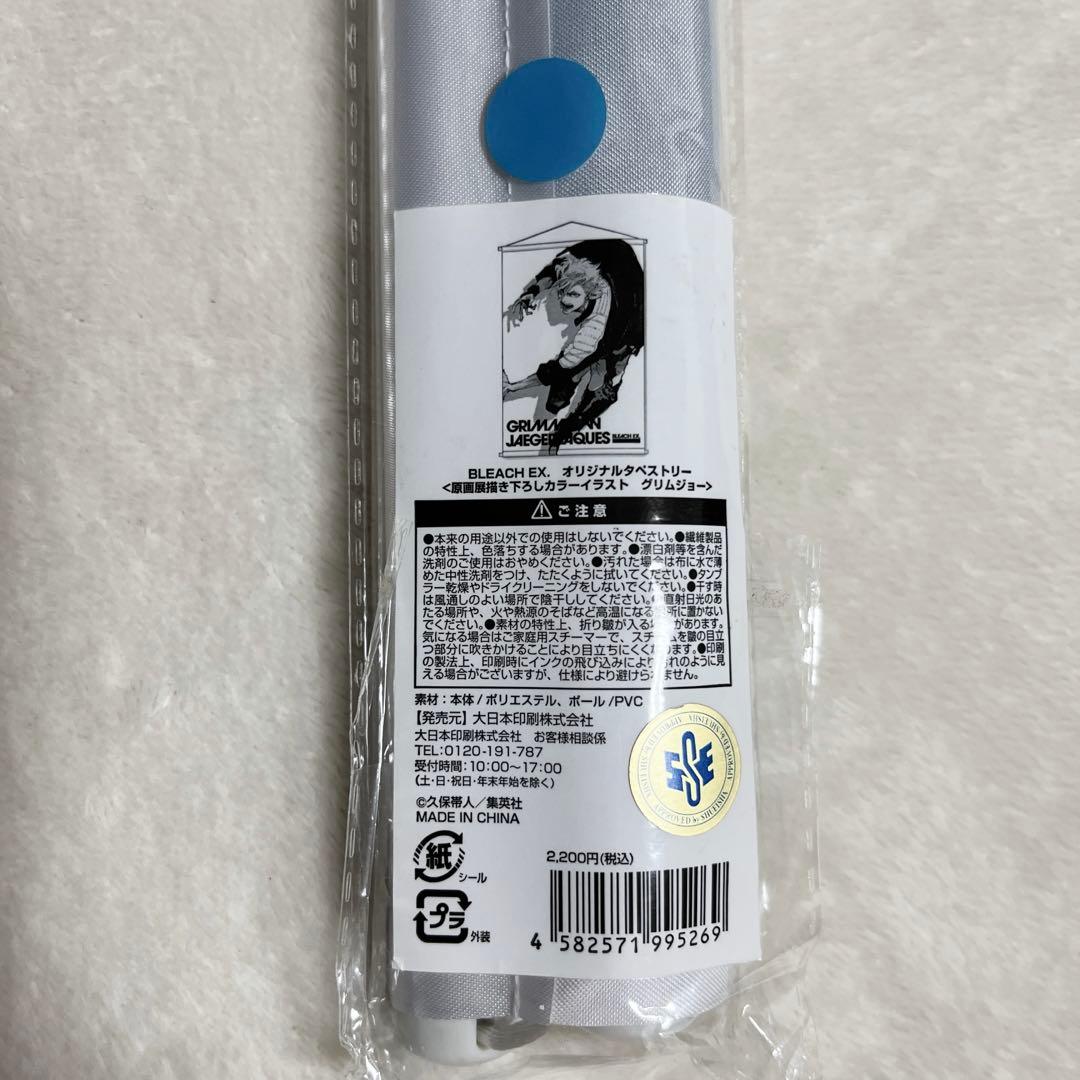 GRIMM
JAEGERJAQUES
BLEACH EX.
BLEACH EX. オリジナルタペストリー
<原画展描き下ろしカラーイラスト グリムジョー>
ご注意
●本来の用途以外での使用はしないでください。●繊維製品
の特性上、色落ちする場合があります。●漂白剤等を含んだ
洗剤のご使用はおやめください。●汚れた場合は布に水で薄
めた中性洗剤をつけ、たたくように拭いてください。●タンブ
ラー乾燥やドライクリーニングをしないでください。●干す時
は風通しのよい場所で陰干ししてください。●直射日光のあ
たる場所や、火や熱源のそばなど高温になる場所に置かない
でください。●素材の特性上、折り皺が入る場合があります。
気になる場合はご家庭用スチーマーで、スチームを皺の目立
つ部分に吹きかけることにより目立ちにくくなります。●印刷
の製法上、印刷時にインクの飛び込みにより汚れのように見
える場合がございますが、仕様により避けられません。
素材：本体/ポリエステル、ポール/PVC
【発売元】大日本印刷株式会社
大日本印刷株式会社 お客様相談係
TEL:0120-191-787
受付時間:10:00～17:00
(土・日・祝日・年末年始を除く)
©久保帯人／集英社
MADE IN CHINA
APPROVED by SHUEISHA
紙
シール
プラ
外装
2,200円(税込)
4 582571 995269